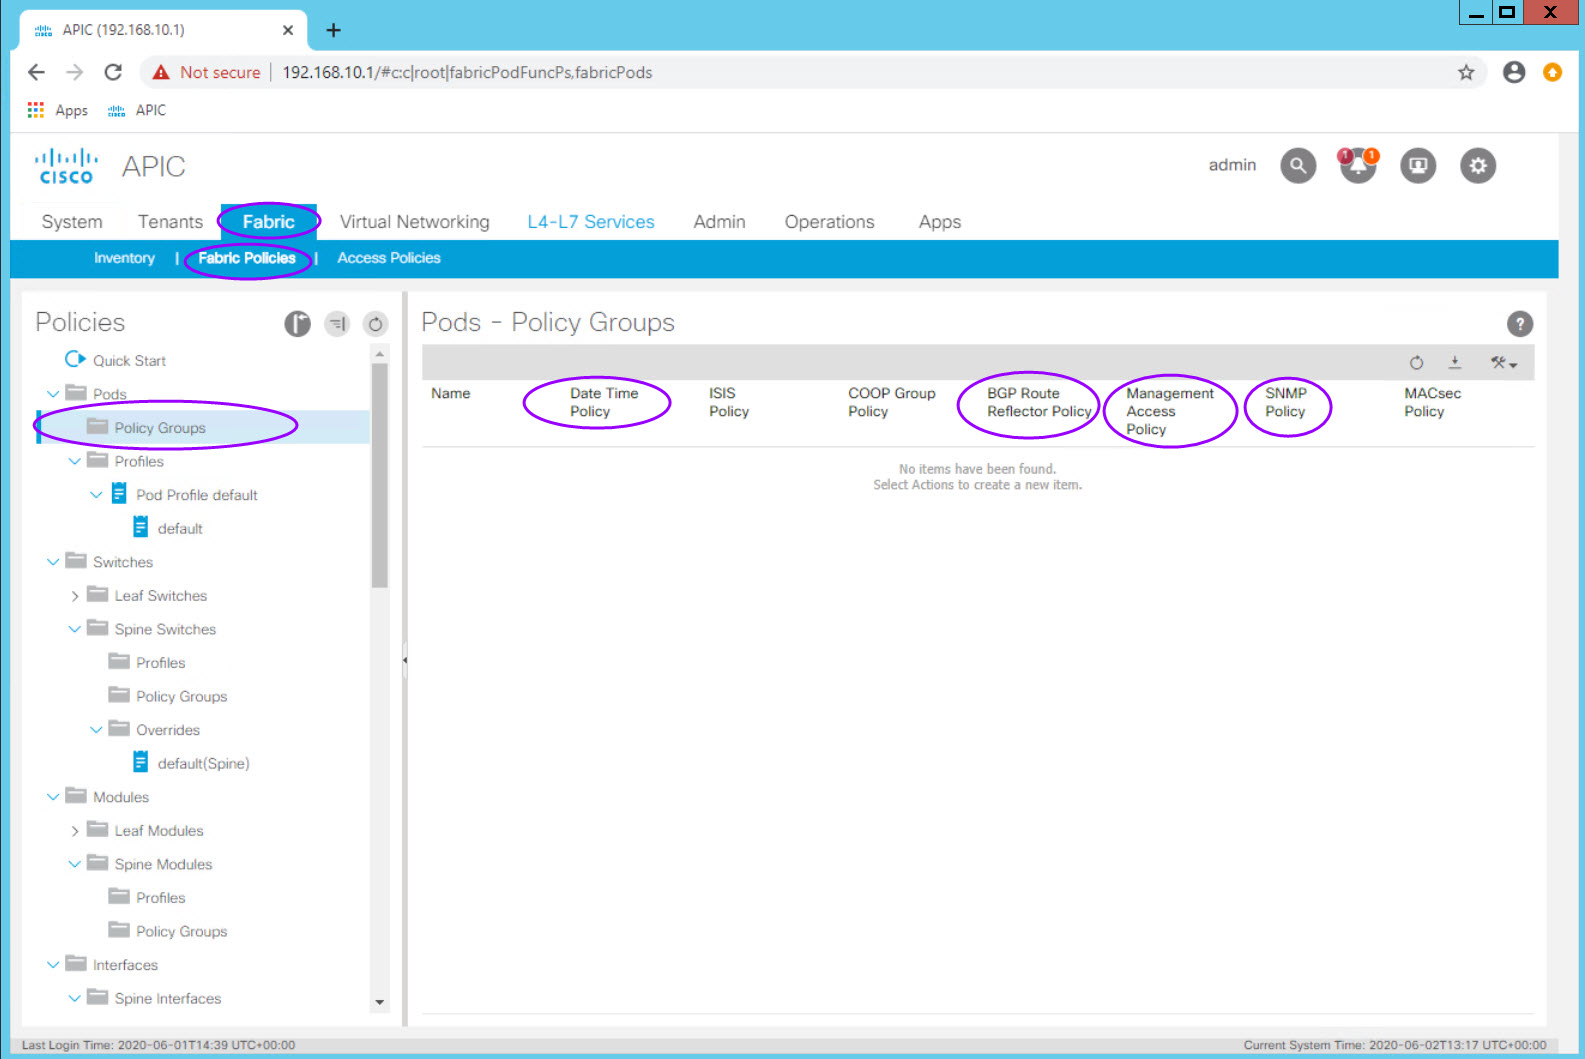 APIC (192.168.10.1)
Not secure
192.168.10.1/#c:c|root|fabricPodFuncPs,fabricPods
Apps
APIC
CISCO
APIC
admin
1
1
System
Tenants
Fabric
Virtual Networking
L4-L7 Services
Admin
Operations
Apps
Inventory
|
Fabric Policies
|
Access Policies
Policies
Quick Start
Pods
Policy Groups
Profiles
Pod Profile default
default
Switches
Leaf Switches
Spine Switches
Profiles
Policy Groups
Overrides
default(Spine)
Modules
Leaf Modules
Spine Modules
Profiles
Policy Groups
Interfaces
Spine Interfaces
Pods - Policy Groups
?
Name
Date Time
Policy
ISIS
Policy
COOP Group
Policy
BGP Route
Reflector Policy
Management
Access
Policy
SNMP
Policy
MACsec
Policy
No items have been found.
Select Actions to create a new item.
Last Login Time: 2020-06-01T14:39 UTC+00:00
Current System Time: 2020-06-02T13:17 UTC+00:00